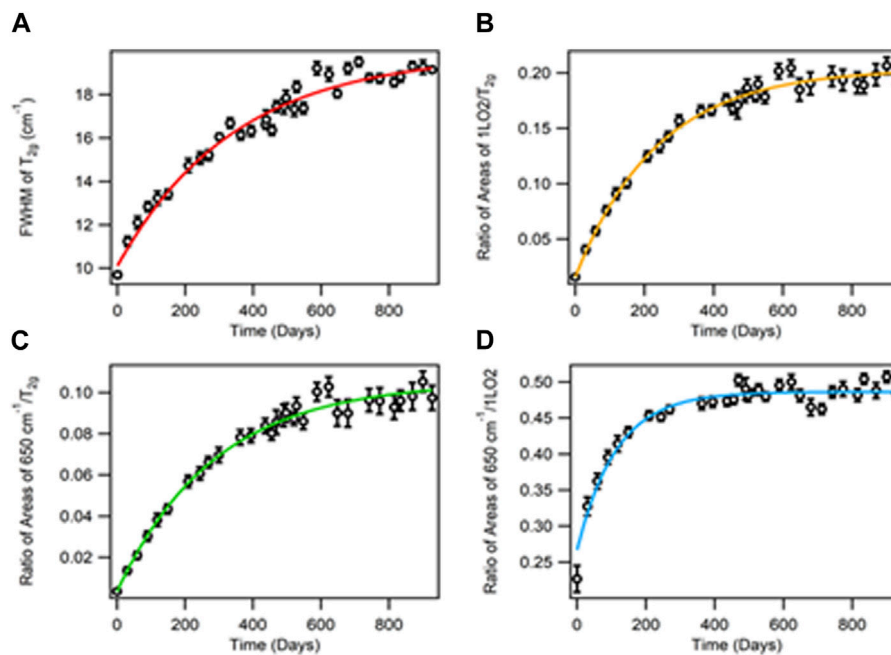 A
18
16
14
12
10
FWHM of T2g (cm-1)
0 200 400 600 800
Time (Days)
B
0.20
0.15
0.10
0.05
Ratio of Areas of 1LO2/T2g
0 200 400 600 800
Time (Days)
C
0.10
0.08
0.06
0.04
0.02
Ratio of Areas of 650 cm-1/T2g
0 200 400 600 800
Time (Days)
D
0.50
0.45
0.40
0.35
0.30
0.25
Ratio of Areas of 650 cm-1/1LO2
0 200 400 600 800
Time (Days)